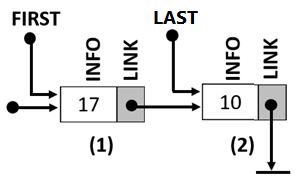 FIRST LAST
INFO LINK INFO LINK
17 10
(1) (2)